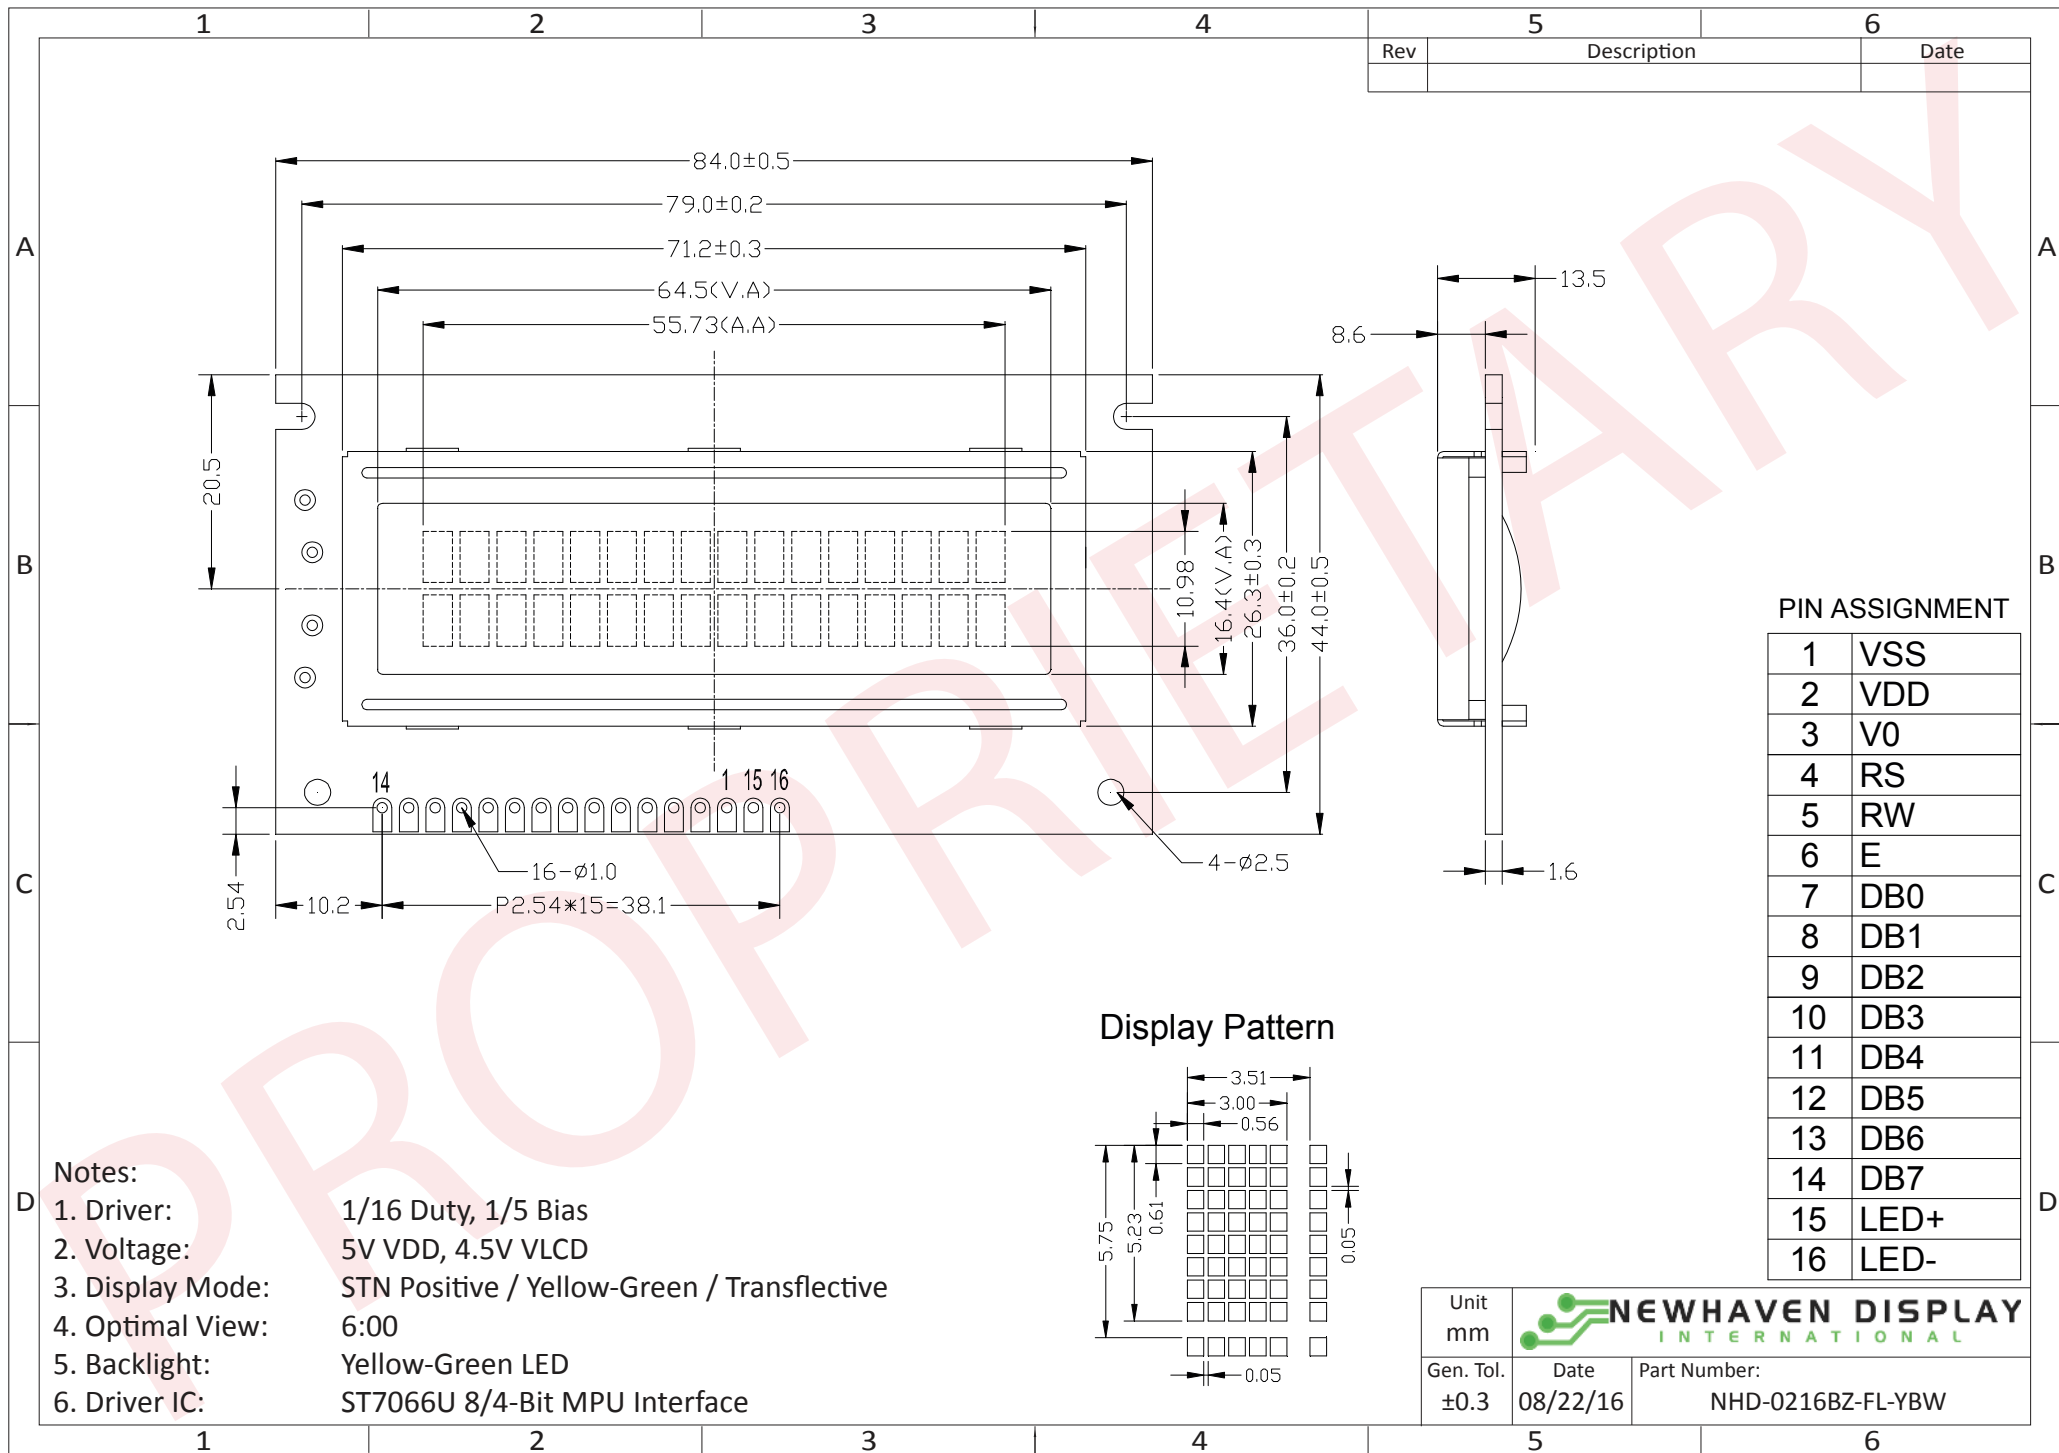 1 2 3 4 5 6
Rev Description Date
A A
B B
C C
D D
84.0±0.5
79.0±0.2
71.2±0.3
64.5(V.A)
55.73(A.A)
13.5
8.6
20.5
10.98
16.4(V.A)
26.3±0.3
36.0±0.2
44.0±0.5
14 1 15 16
2.54
10.2
16-ø1.0
P2.54*15=38.1
4-ø2.5
1.6
PIN ASSIGNMENT
1 VSS
2 VDD
3 V0
4 RS
5 RW
6 E
7 DB0
8 DB1
9 DB2
10 DB3
11 DB4
12 DB5
13 DB6
14 DB7
15 LED+
16 LED-
Display Pattern
3.51
3.00
0.56
5.75
5.23
0.61
0.05
0.05
Notes:
1. Driver: 1/16 Duty, 1/5 Bias
2. Voltage: 5V VDD, 4.5V VLCD
3. Display Mode: STN Positive / Yellow-Green / Transflective
4. Optimal View: 6:00
5. Backlight: Yellow-Green LED
6. Driver IC: ST7066U 8/4-Bit MPU Interface
Unit
mm
NEWHAVEN DISPLAY
INTERNATIONAL
Gen. Tol. Date Part Number:
±0.3 08/22/16 NHD-0216BZ-FL-YBW
1 2 3 4 5 6
PROPRIETARY